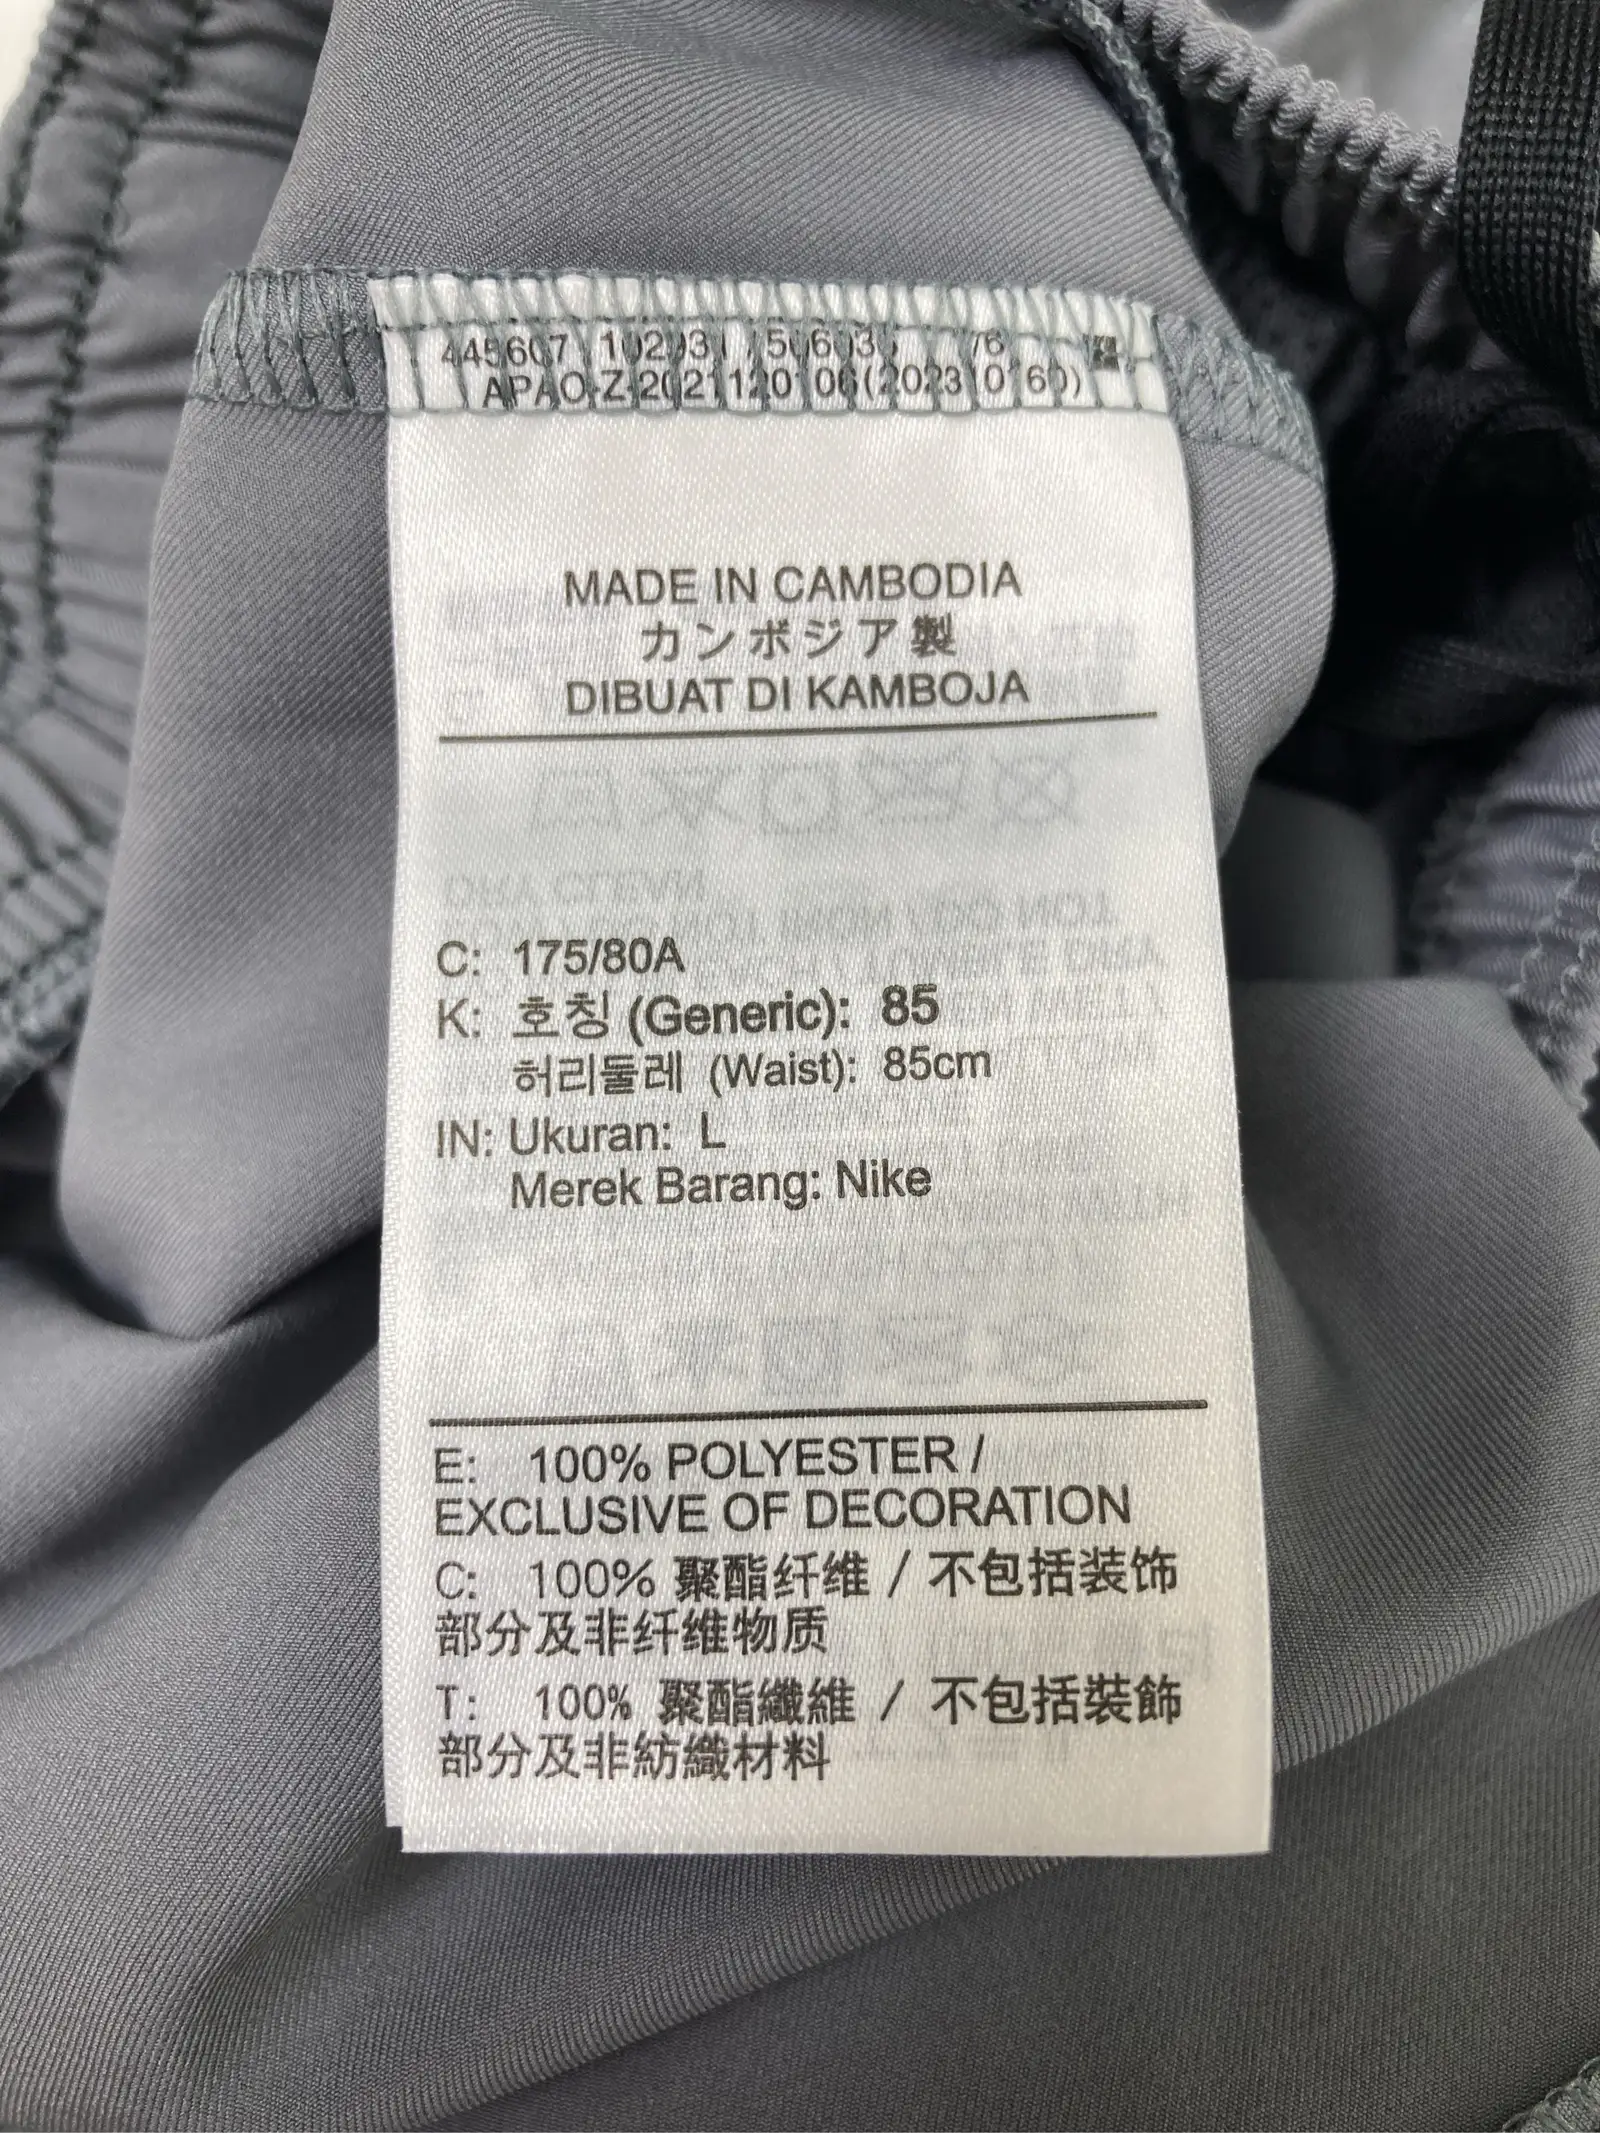 MADE IN CAMBODIA
カンボジア製
DIBUAT DI KAMBOJA
C: 175/80A
K: 호칭 (Generic): 85
허리둘레 (Waist): 85cm
IN: Ukuran: L
Merek Barang: Nike
E: 100% POLYESTER /
EXCLUSIVE OF DECORATION
C: 100% 聚酯纤维 / 不包括装饰
部分及非纤维物质
T: 100% 聚酯纖維 / 不包括裝飾
部分及非紡織材料